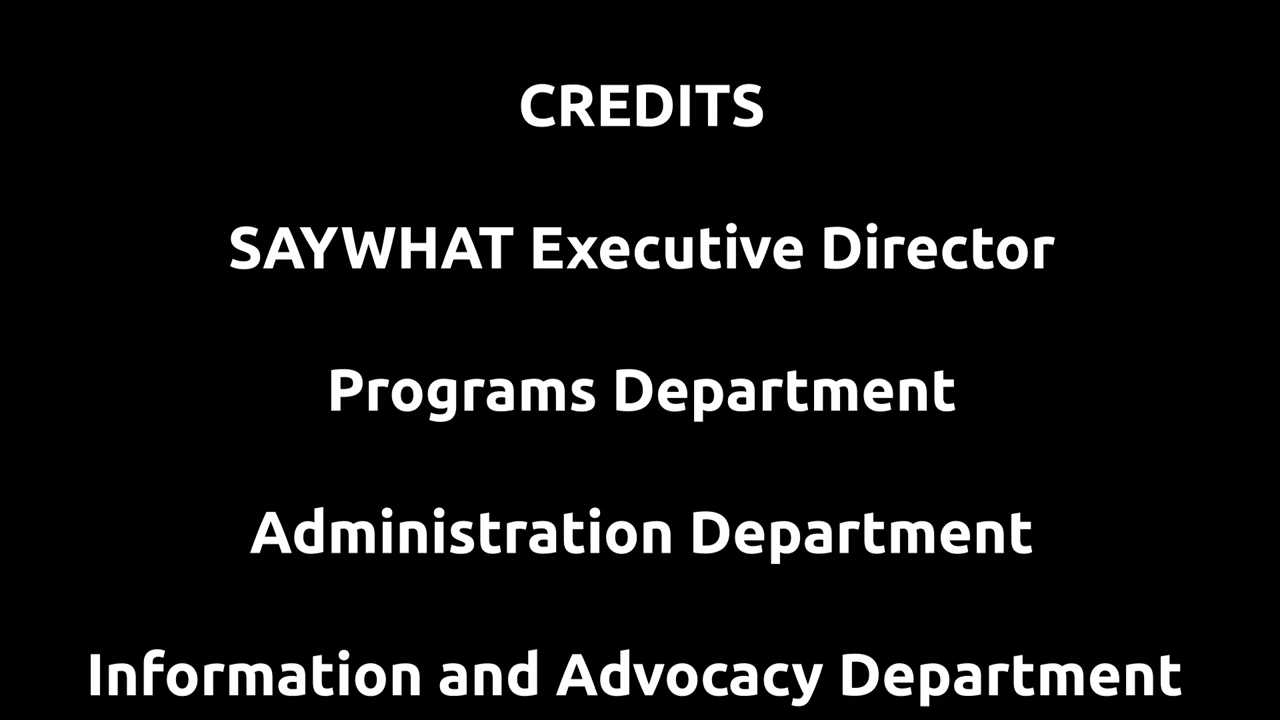 CREDITS
SAYWHAT Executive Director
Programs Department
Administration Department
Information and Advocacy Department